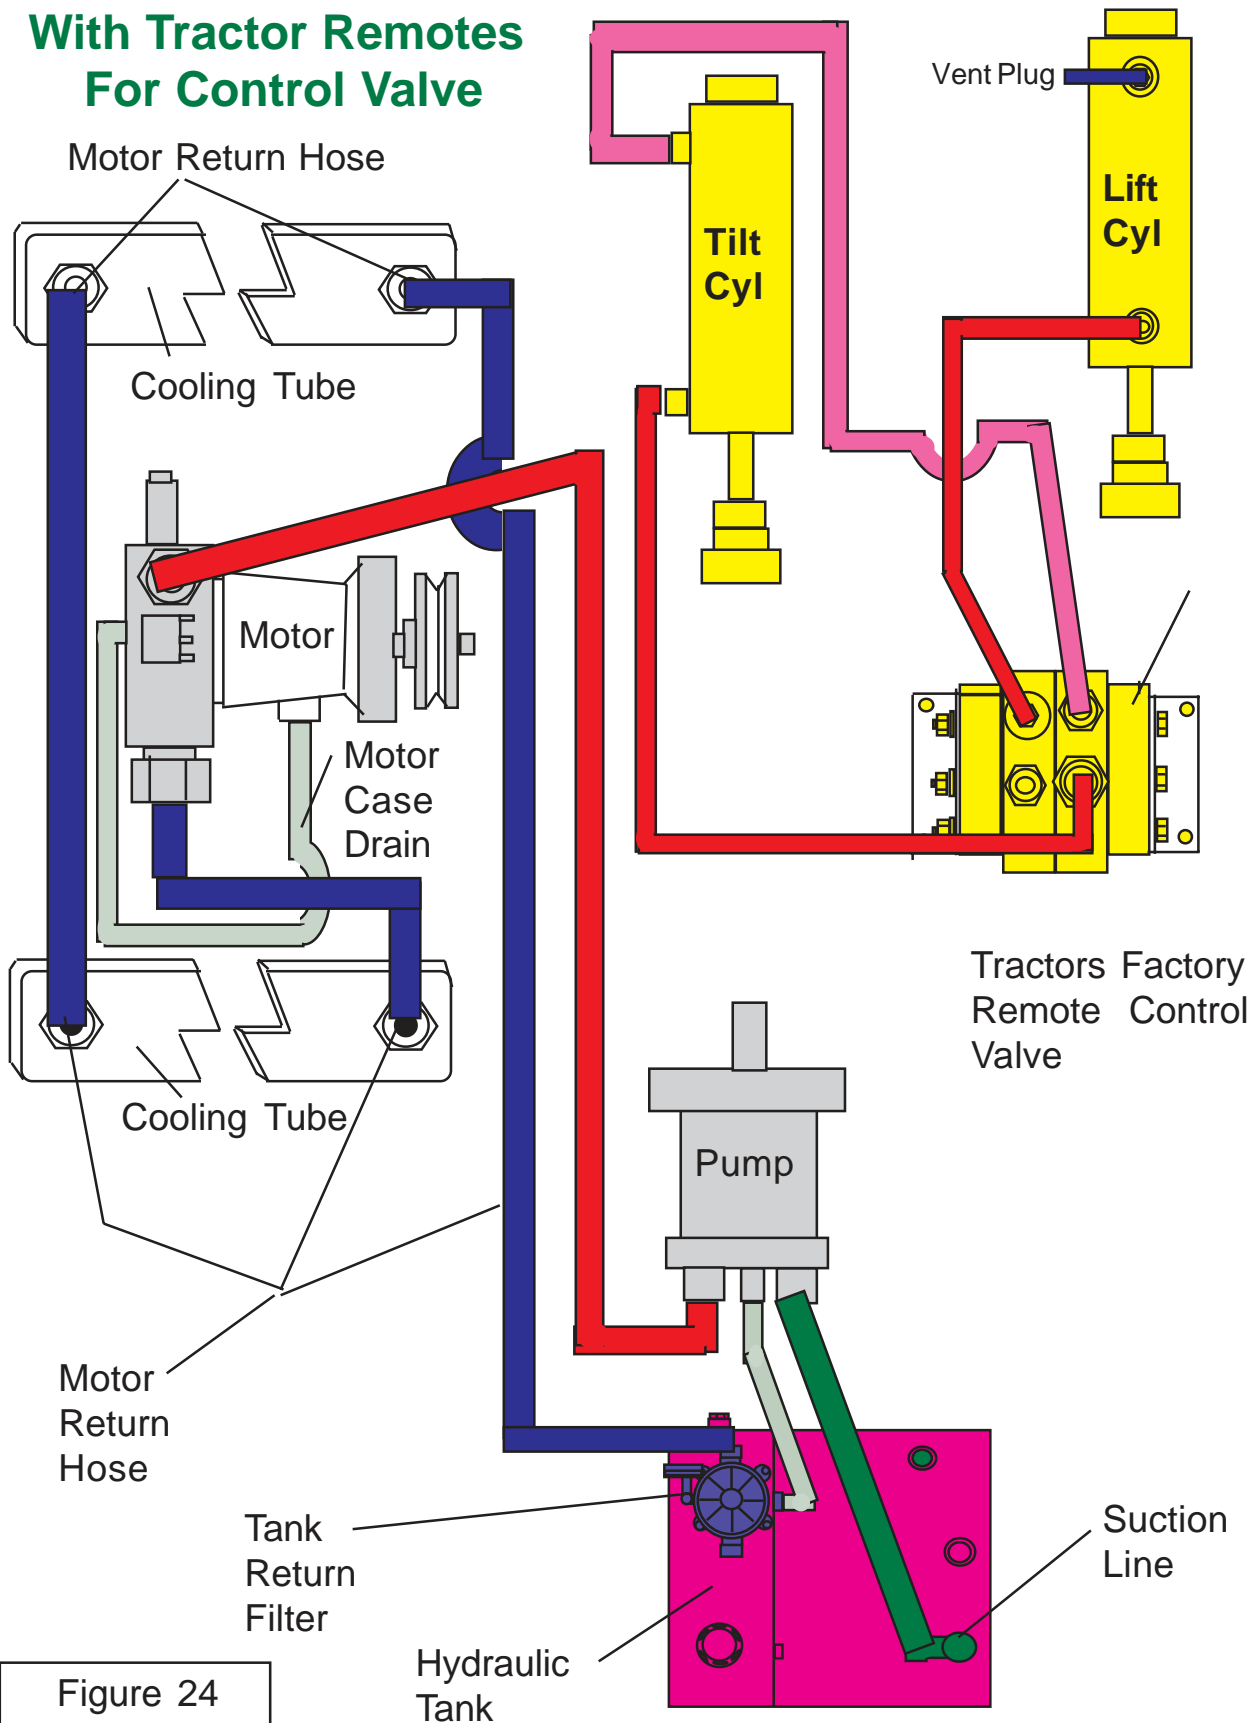 With Tractor Remotes
For Control Valve
Motor Return Hose
Vent Plug
Lift
Cyl
Tilt
Cyl
Cooling Tube
Motor
Motor
Case
Drain
Tractors Factory
Remote Control
Valve
Cooling Tube
Pump
Motor
Return
Hose
Tank
Return
Filter
Suction
Line
Hydraulic
Tank
Figure 24